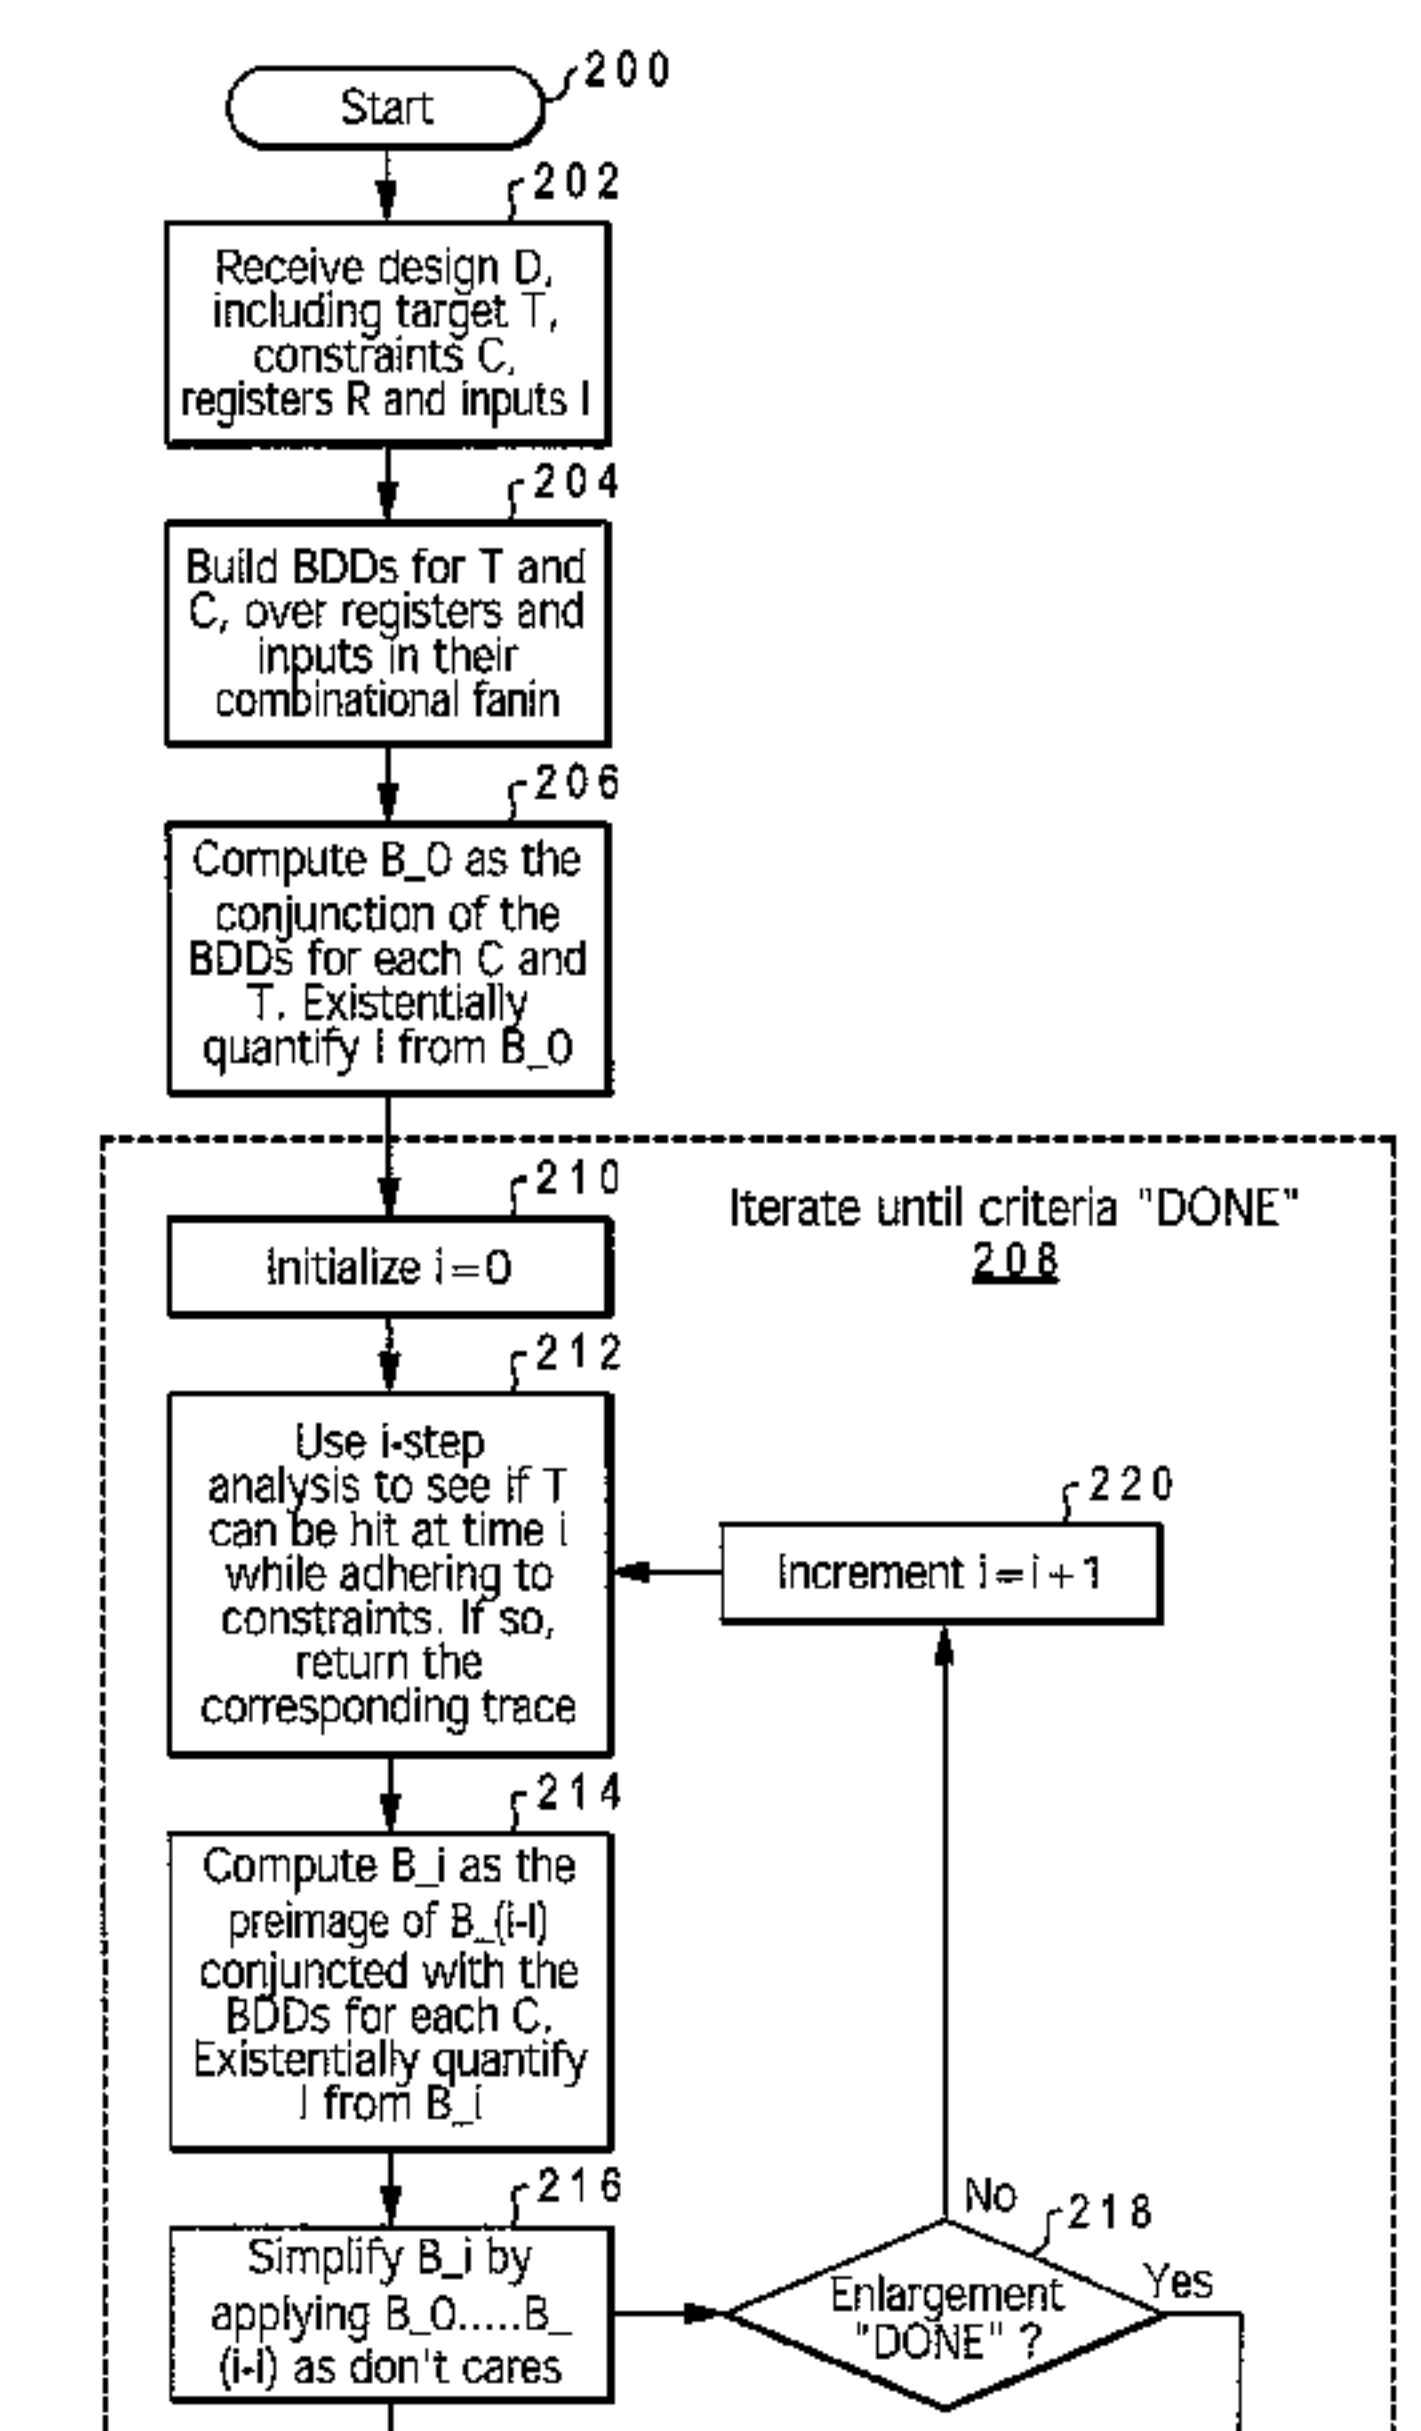 200
Start
202
Receive design D,
including target T,
constraints C,
registers R and inputs I
204
Build BDDs for T and
C, over registers and
inputs in their
combinational fanin
206
Compute B_0 as the
conjunction of the
BDDs for each C and
T. Existentially
quantify I from B_0
210
Iterate until criteria "DONE"
208
Initialize i=0
212
Use i-step
analysis to see if T
can be hit at time i
while adhering to
constraints. If so,
return the
corresponding trace
220
Increment i=i+1
214
Compute B_i as the
preimage of B_(i-I)
conjuncted with the
BDDs for each C.
Existentially quantify
I from B_i
216
Simplify B_i by
applying B_0.....B_
(i-I) as don't cares
No
218
Yes
Enlargement
"DONE" ?